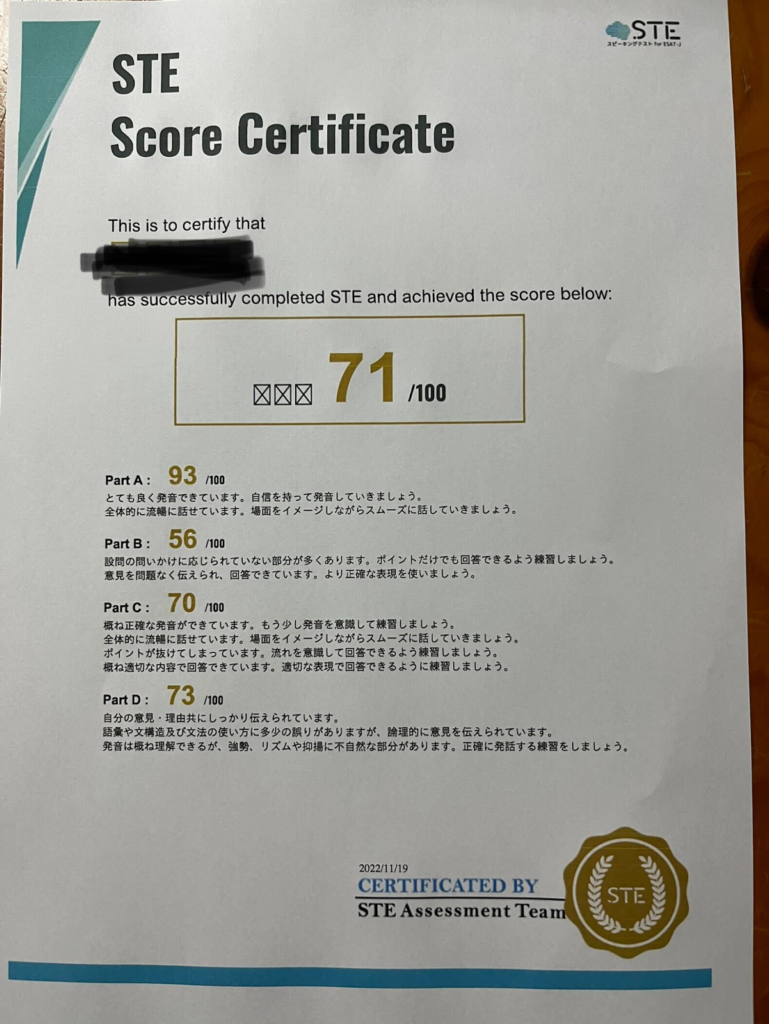 STE
スピーキングテスト for ESAT-J
STE
Score Certificate
This is to certify that
has successfully completed STE and achieved the score below:
71 /100
Part A : 93 /100
とても良く発音できています。自信を持って発音していきましょう。
全体的に流暢に話せています。場面をイメージしながらスムーズに話していきましょう。
Part B : 56 /100
設問の問いかけに応じられていない部分が多くあります。ポイントだけでも回答できるよう練習しましょう。
意見を問題なく伝えられ、回答できています。より正確な表現を使いましょう。
Part C : 70 /100
概ね正確な発音ができています。もう少し発音を意識して練習しましょう。
全体的に流暢に話せています。場面をイメージしながらスムーズに話していきましょう。
ポイントが抜けてしまっています。流れを意識して回答できるよう練習しましょう。
概ね適切な内容で回答できています。適切な表現で回答できるように練習しましょう。
Part D : 73 /100
自分の意見・理由共にしっかり伝えられています。
語彙や文構造及び文法の使い方に多少の誤りがありますが、論理的に意見を伝えられています。
発音は概ね理解できるが、強勢、リズムや抑揚に不自然な部分があります。正確に発話する練習をしましょう。
2022/11/19
CERTIFICATED BY
STE Assessment Team
STE